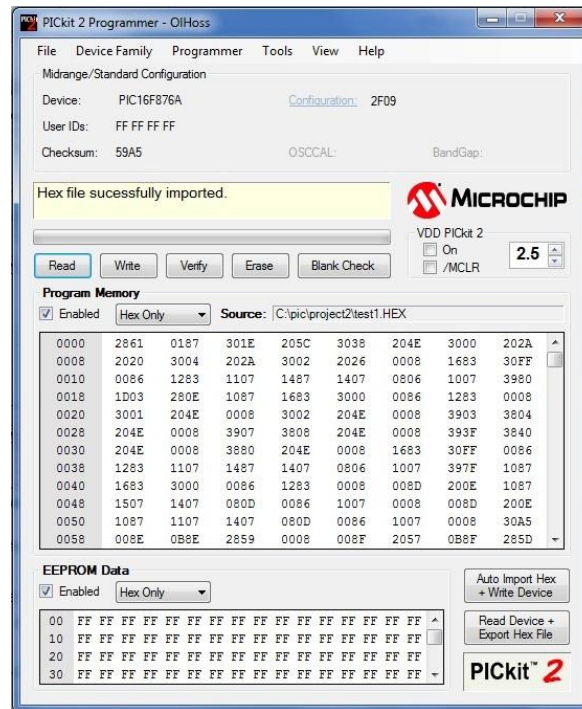 PICkit 2 Programmer - OlHoss
File Device Family Programmer Tools View Help
Midrange/Standard Configuration
Device: PIC16F876A Configuration: 2F09
User IDs: FF FF FF FF
Checksum: 59A5 OSCCAL: BandGap:
Hex file sucessfully imported.
MICROCHIP
VDD PICkit 2
On
/MCLR
2.5
Read Write Verify Erase Blank Check
Program Memory
Enabled Hex Only Source: C:\pic\project2\test1.HEX
0000 2861 0187 301E 205C 3038 204E 3000 202A
0008 2020 3004 202A 3002 2026 0008 1683 30FF
0010 0086 1283 1107 1487 1407 0806 1007 3980
0018 1D03 280E 1087 1683 3000 0086 1283 0008
0020 3001 204E 0008 3002 204E 0008 3903 3804
0028 204E 0008 3907 3808 204E 0008 393F 3840
0030 204E 0008 3880 204E 0008 1683 30FF 0086
0038 1283 1107 1487 1407 0806 1007 397F 1087
0040 1683 3000 0086 1283 0008 008D 200E 1087
0048 1507 1407 080D 0086 1007 0008 008D 200E
0050 1087 1107 1407 080D 0086 1007 0008 30A5
0058 008E 0B8E 2859 0008 008F 2057 0B8F 285D
EEPROM Data
Enabled Hex Only
00 FF FF FF FF FF FF FF FF FF FF FF FF FF FF FF FF
10 FF FF FF FF FF FF FF FF FF FF FF FF FF FF FF FF
20 FF FF FF FF FF FF FF FF FF FF FF FF FF FF FF FF
30 FF FF FF FF FF FF FF FF FF FF FF FF FF FF FF FF
Auto Import Hex
+ Write Device
Read Device +
Export Hex File
PICkit™ 2